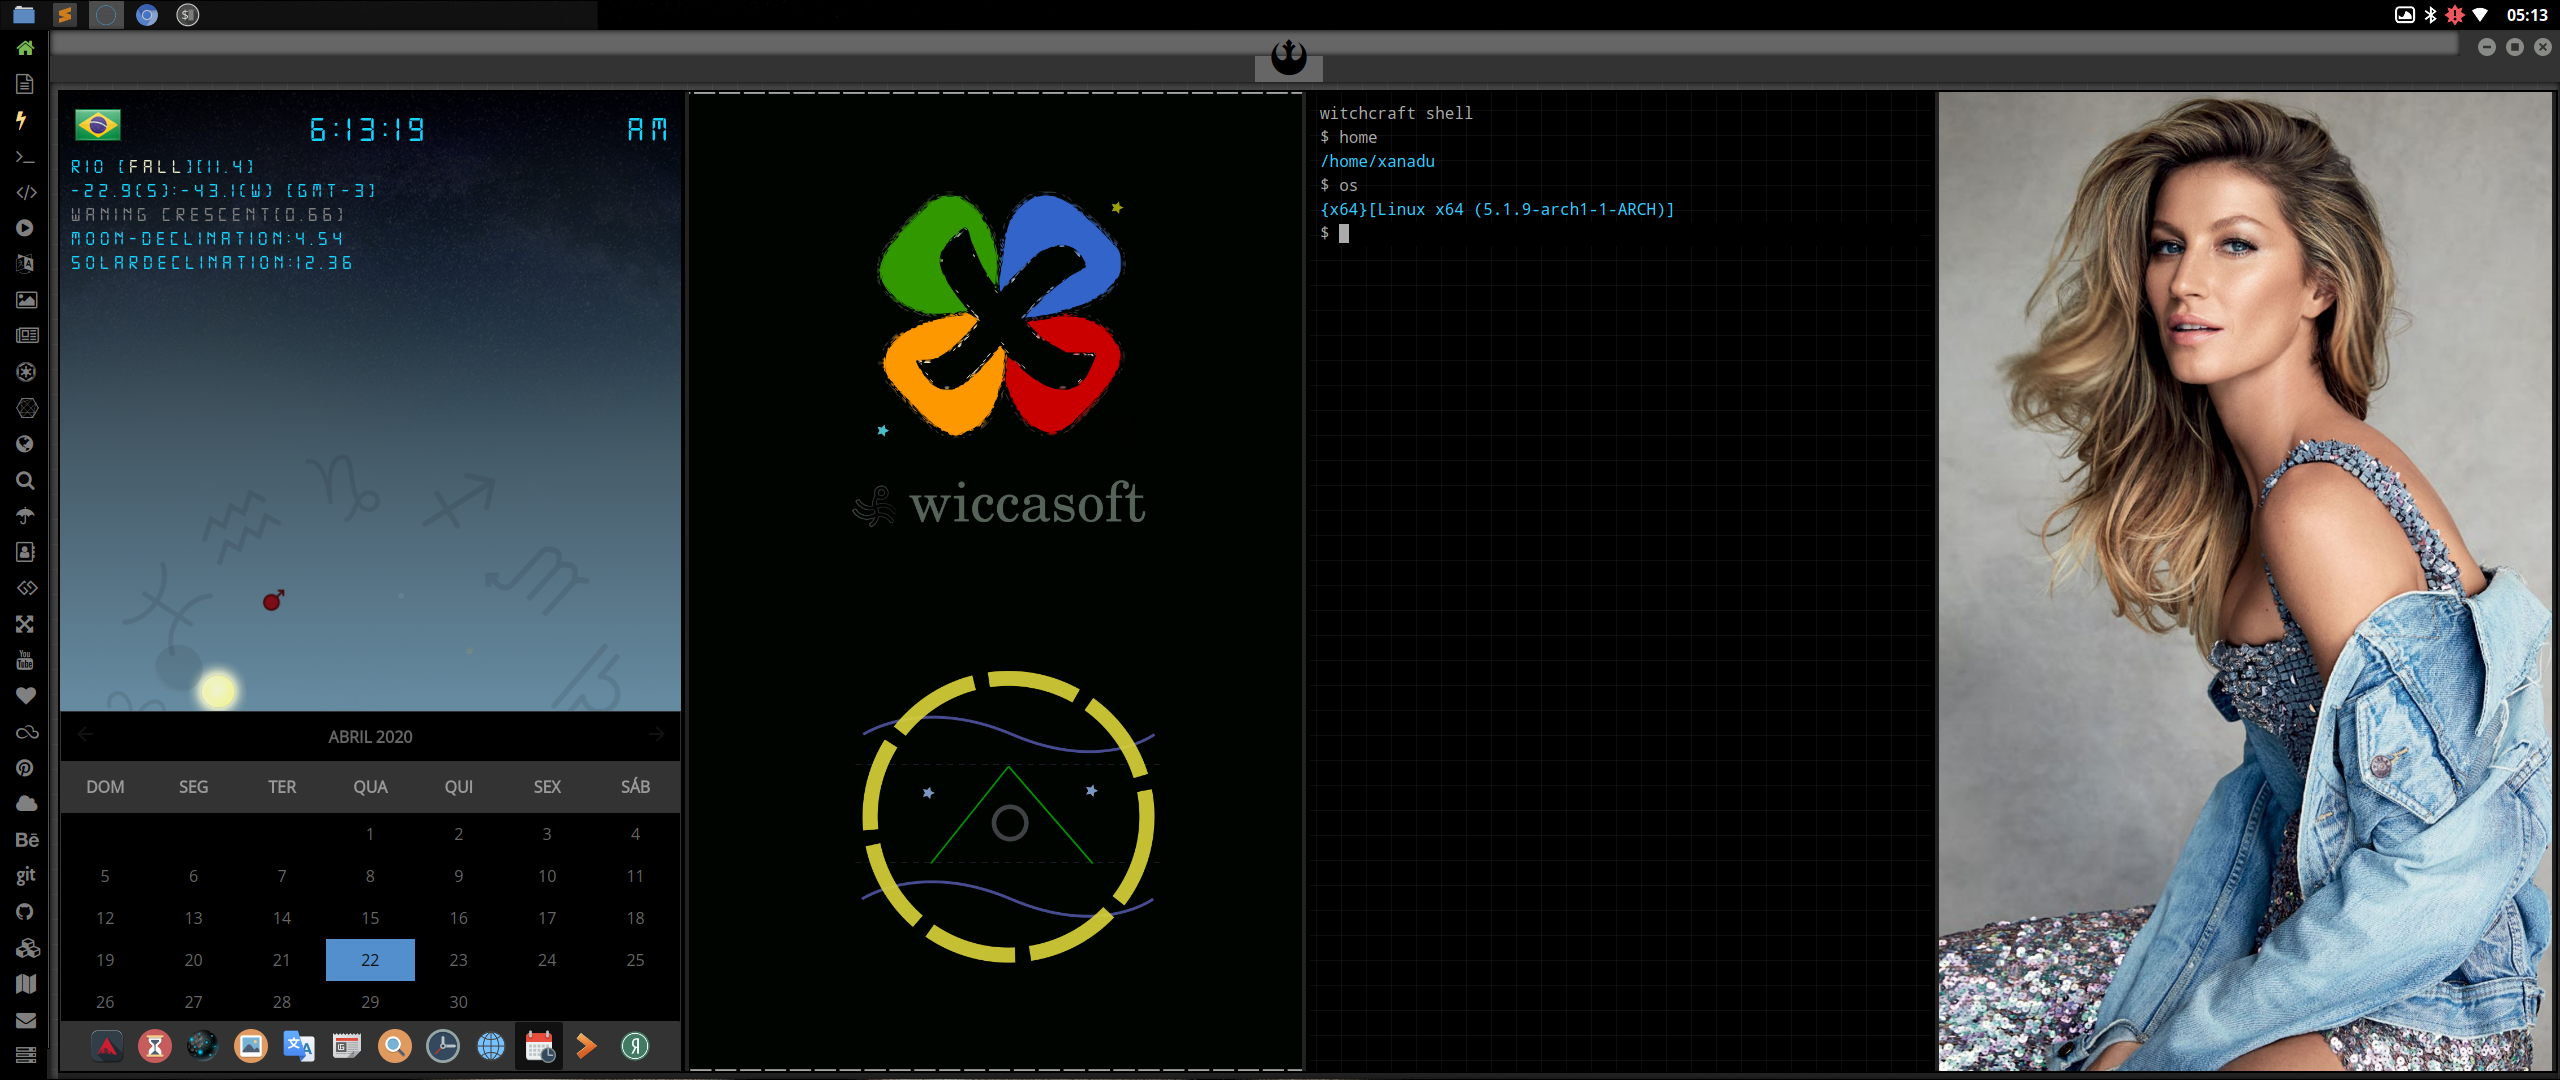 05:13
6:13:19 AM
RIO [FALL][11.4]
-22.9(S):-43.1(W) [GMT-3]
WANING CRESCENT[0.66]
MOON-DECLINATION:4.54
SOLARDECLINATION:12.36
ABRIL 2020
DOM SEG TER QUA QUI SEX SÁB
1 2 3 4
5 6 7 8 9 10 11
12 13 14 15 16 17 18
19 20 21 22 23 24 25
26 27 28 29 30
wiccasoft
witchcraft shell
$ home
/home/xanadu
$ os
{x64}[Linux x64 (5.1.9-arch1-1-ARCH)]
$
You
Tube
Bē
git